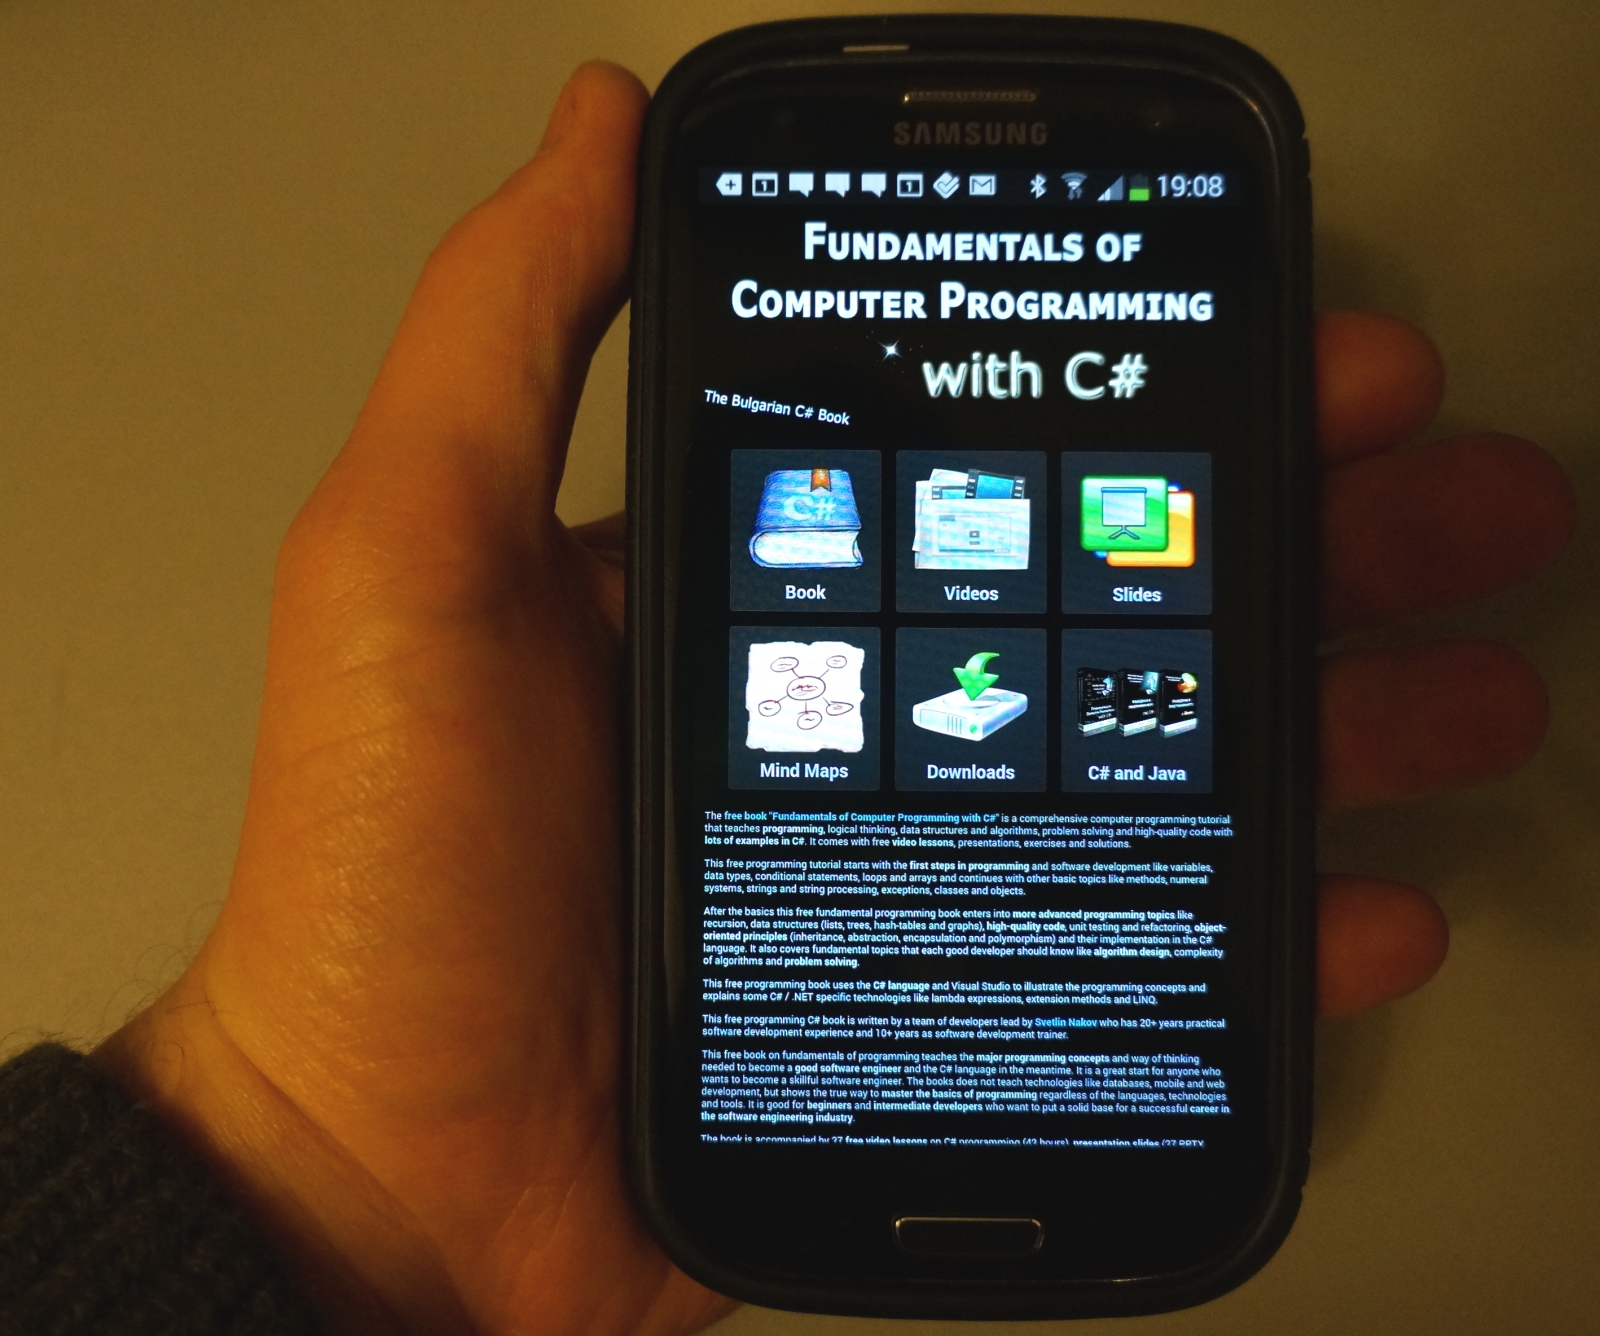 SAMSUNG
19:08
FUNDAMENTALS OF
COMPUTER PROGRAMMING
with C#
The Bulgarian C# Book
C#
Book
Videos
Slides
Mind Maps
Downloads
C# and Java
The free book "Fundamentals of Computer Programming with C#" is a comprehensive computer programming tutorial
that teaches programming, logical thinking, data structures and algorithms, problem solving and high-quality code with
lots of examples in C#. It comes with free video lessons, presentations, exercises and solutions.
This free programming tutorial starts with the first steps in programming and software development like variables,
data types, conditional statements, loops and arrays and continues with other basic topics like methods, numeral
systems, strings and string processing, exceptions, classes and objects.
After the basics this free fundamental programming book enters into more advanced programming topics like
recursion, data structures (lists, trees, hash-tables and graphs), high-quality code, unit testing and refactoring, object-
oriented principles (inheritance, abstraction, encapsulation and polymorphism) and their implementation in the C#
language. It also covers fundamental topics that each good developer should know like algorithm design, complexity
of algorithms and problem solving.
This free programming book uses the C# language and Visual Studio to illustrate the programming concepts and
explains some C# / .NET specific technologies like lambda expressions, extension methods and LINQ.
This free programming C# book is written by a team of developers lead by Svetlin Nakov who has 20+ years practical
software development experience and 10+ years as software development trainer.
This free book on fundamentals of programming teaches the major programming concepts and way of thinking
needed to become a good software engineer and the C# language in the meantime. It is a great start for anyone who
wants to become a skillful software engineer. The books does not teach technologies like databases, mobile and web
development, but shows the true way to master the basics of programming regardless of the languages, technologies
and tools. It is good for beginners and intermediate developers who want to put a solid base for a successful career in
the software engineering industry.
The book is accompanied by 27 free video lessons on C# programming (42 hours), presentation slides (27 PPTX